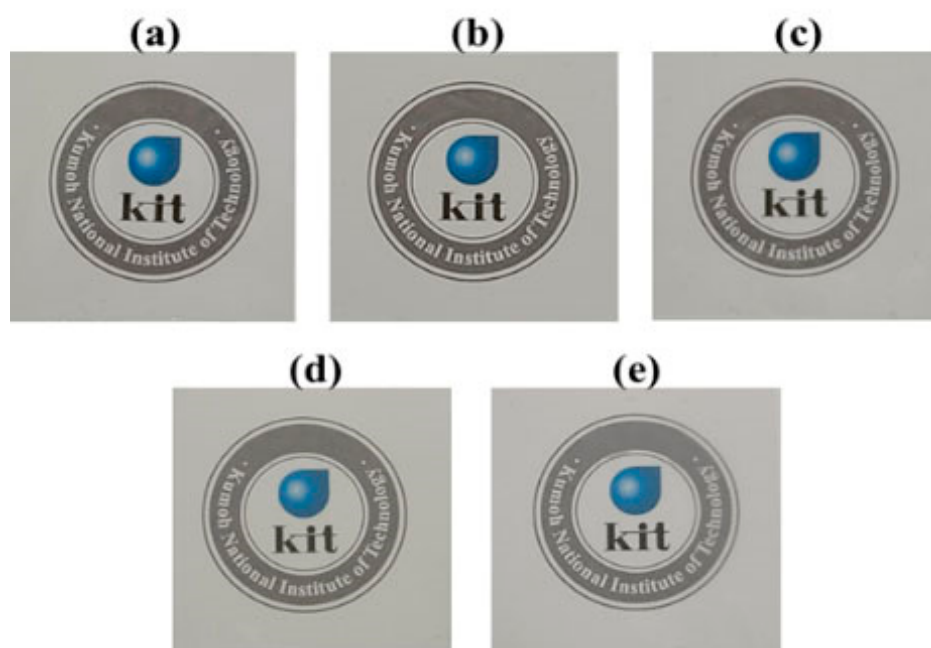 (a)
(b)
(c)
· Kumoh National Institute of Technology ·
kit
Kumoh National Institute of Technology
kit
· Kumoh National Institute of Technology ·
kit
(d)
(e)
· Kumoh National Institute of Technology ·
kit
· Kumoh National Institute of Technology ·
kit